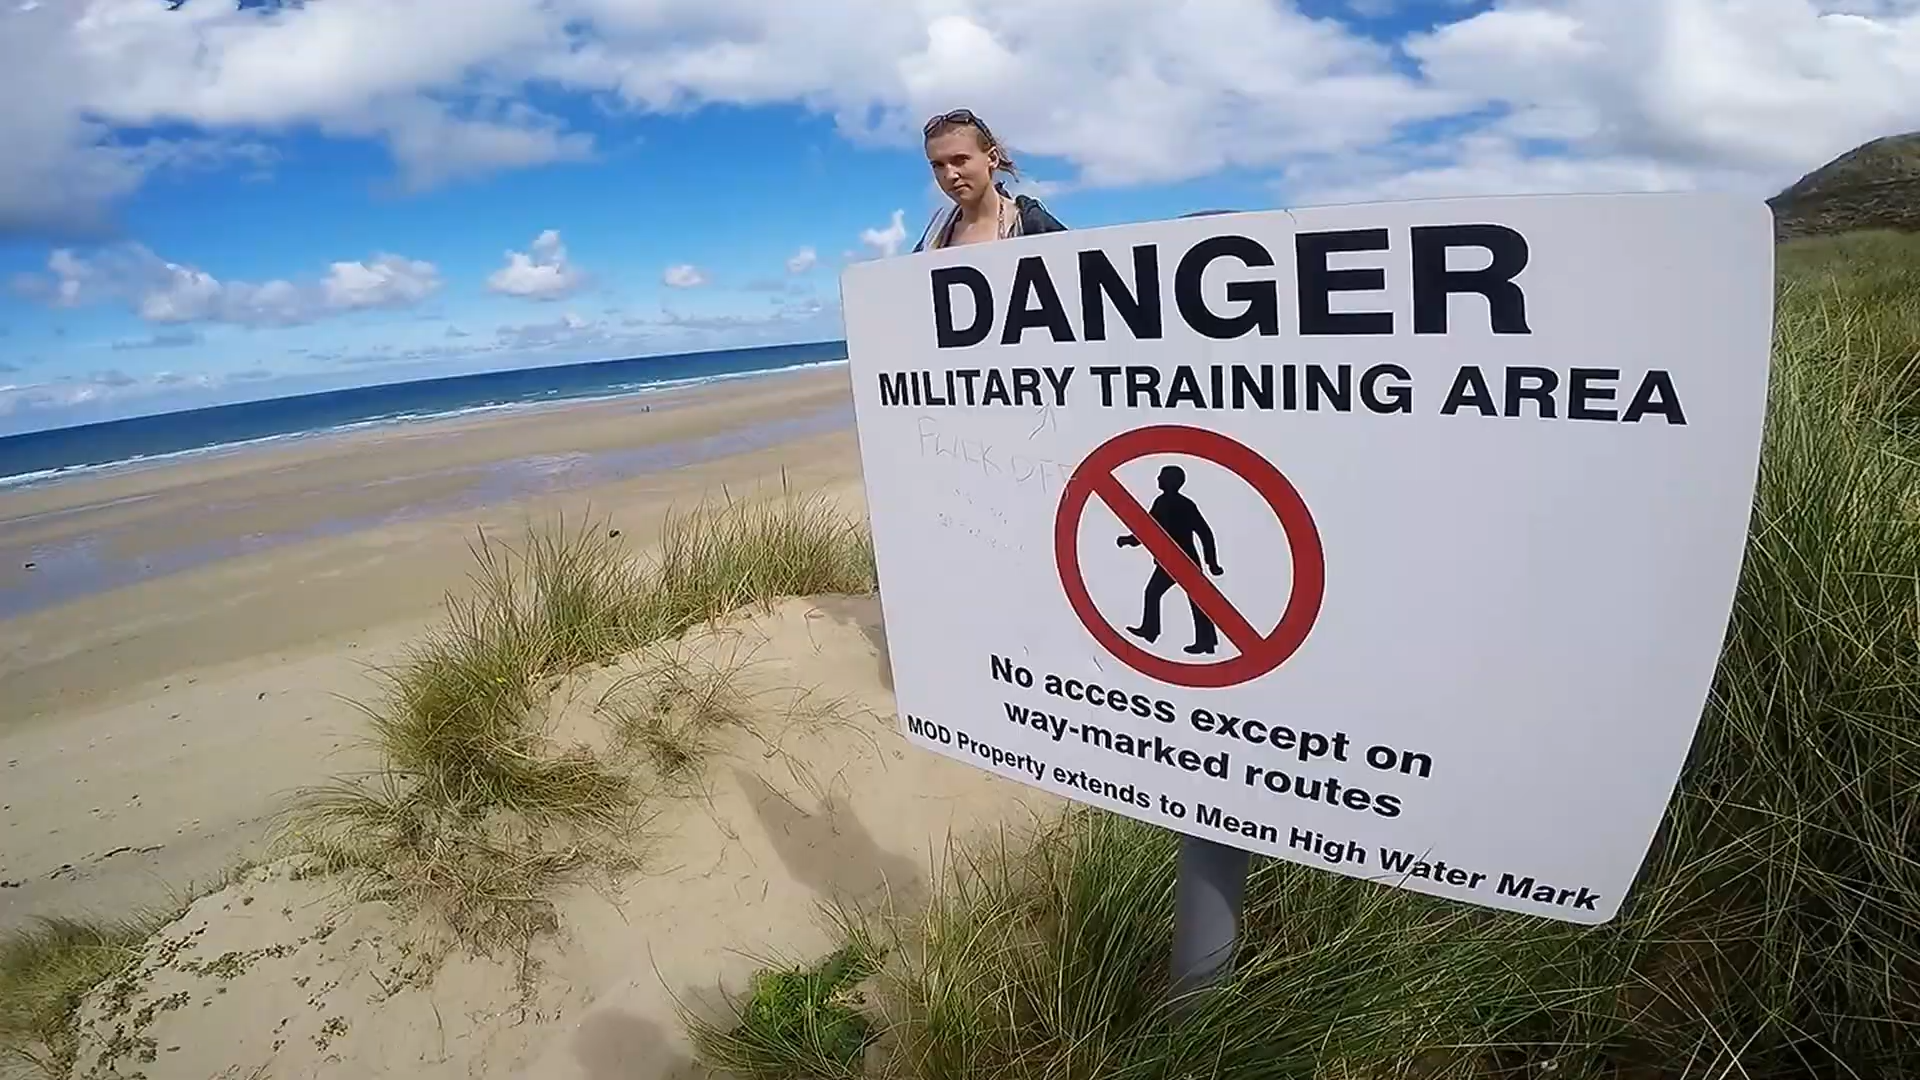 DANGER
MILITARY TRAINING AREA
No access except on
way-marked routes
MOD Property extends to Mean High Water Mark